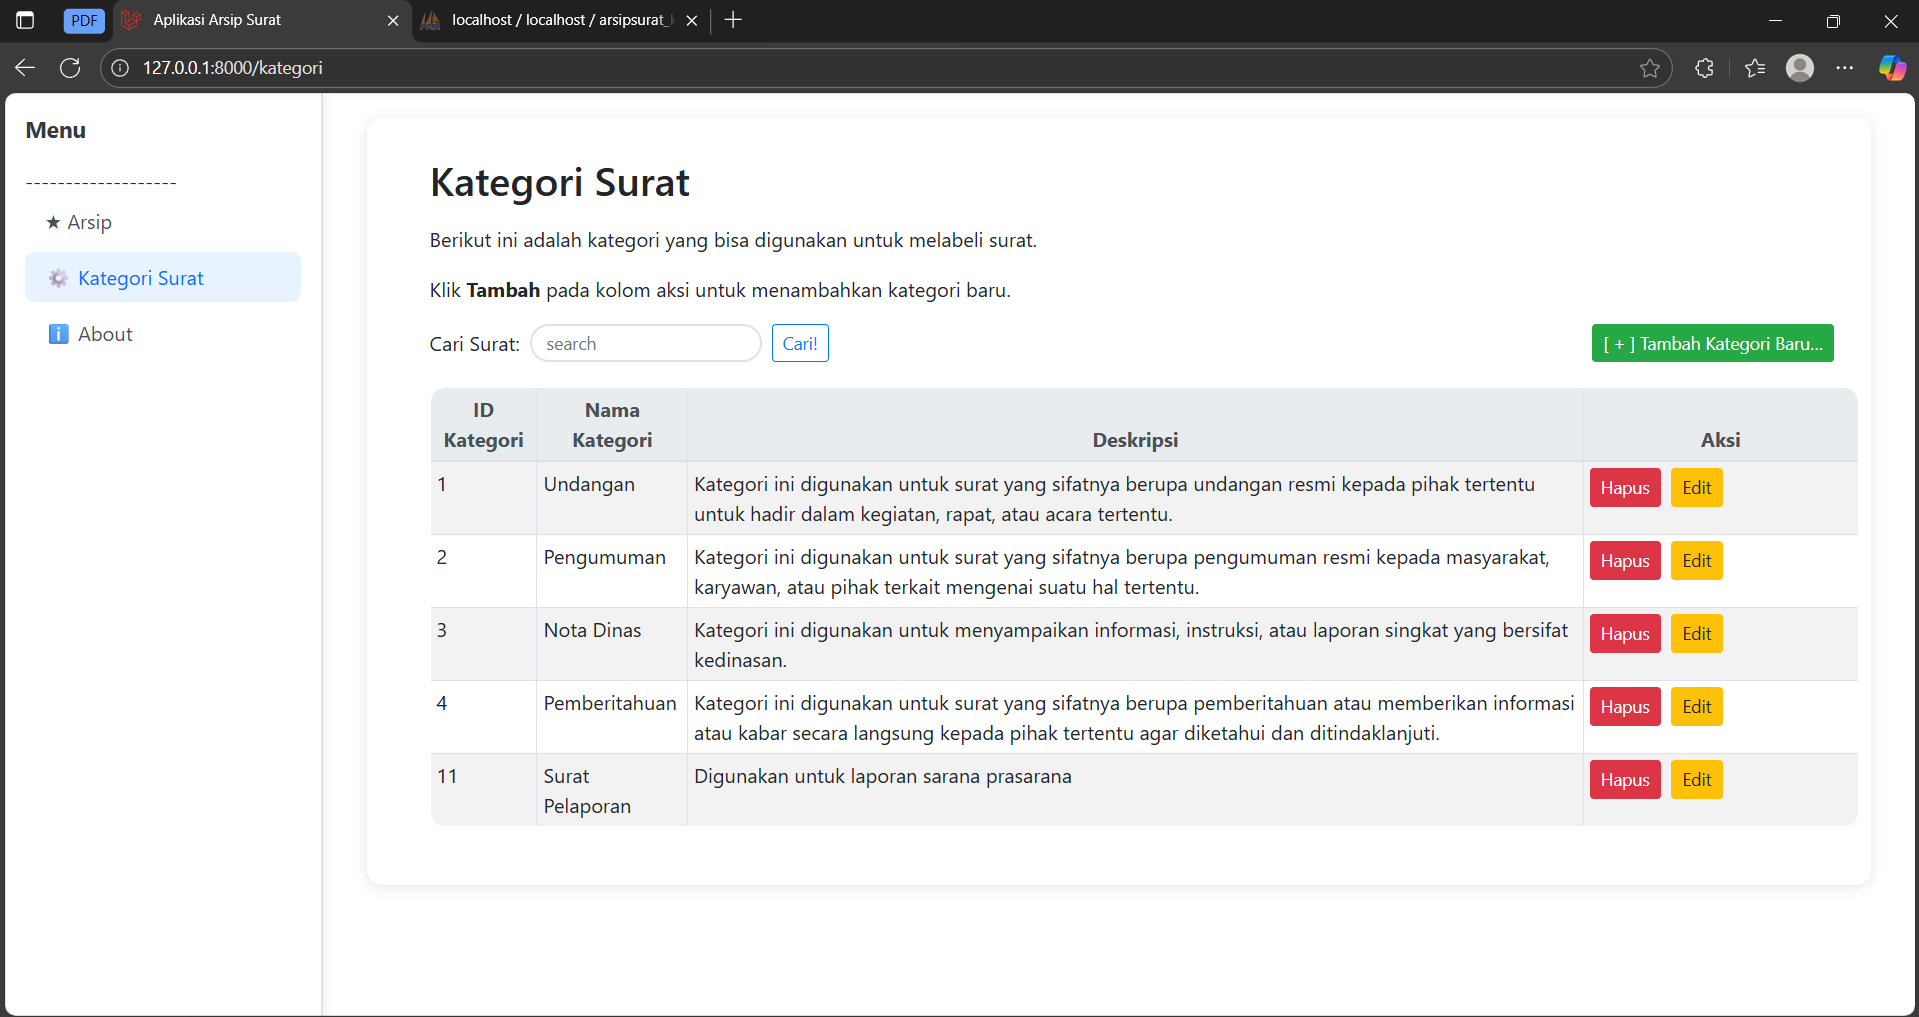 PDF
Aplikasi Arsip Surat
localhost / localhost / arsipsurat_
127.0.0.1:8000/kategori
Menu
-------------------
★ Arsip
Kategori Surat
i About
Kategori Surat
Berikut ini adalah kategori yang bisa digunakan untuk melabeli surat.
Klik Tambah pada kolom aksi untuk menambahkan kategori baru.
Cari Surat: search Cari! [ + ] Tambah Kategori Baru...
ID Kategori Nama Kategori Deskripsi Aksi
1 Undangan Kategori ini digunakan untuk surat yang sifatnya berupa undangan resmi kepada pihak tertentu Hapus Edit
untuk hadir dalam kegiatan, rapat, atau acara tertentu.
2 Pengumuman Kategori ini digunakan untuk surat yang sifatnya berupa pengumuman resmi kepada masyarakat, Hapus Edit
karyawan, atau pihak terkait mengenai suatu hal tertentu.
3 Nota Dinas Kategori ini digunakan untuk menyampaikan informasi, instruksi, atau laporan singkat yang bersifat Hapus Edit
kedinasan.
4 Pemberitahuan Kategori ini digunakan untuk surat yang sifatnya berupa pemberitahuan atau memberikan informasi Hapus Edit
atau kabar secara langsung kepada pihak tertentu agar diketahui dan ditindaklanjuti.
11 Surat Digunakan untuk laporan sarana prasarana Hapus Edit
Pelaporan